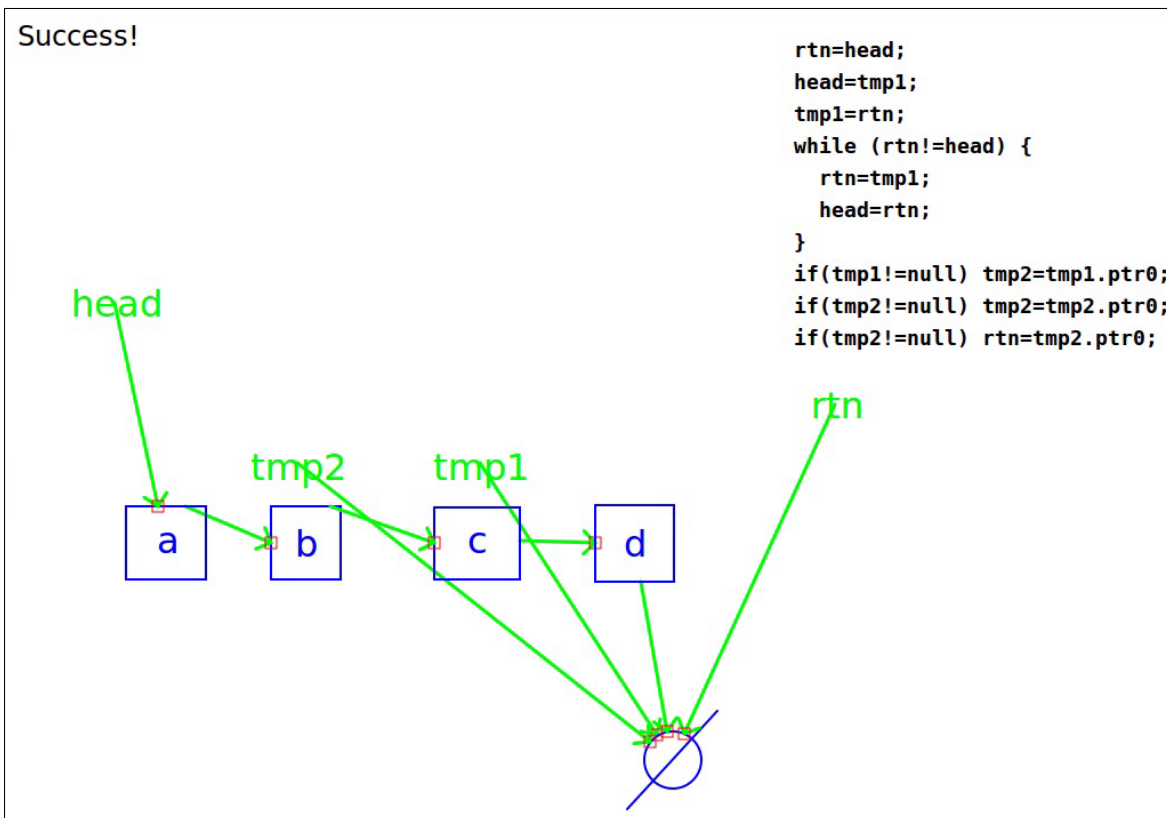 Success!
rtn=head;
head=tmp1;
tmp1=rtn;
while (rtn!=head) {
  rtn=tmp1;
  head=rtn;
}
if(tmp1!=null) tmp2=tmp1.ptr0;
if(tmp2!=null) tmp2=tmp2.ptr0;
if(tmp2!=null) rtn=tmp2.ptr0;
head
rtn
tmp2 tmp1
a b c d